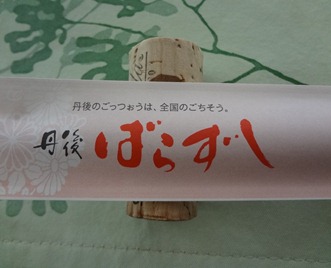 丹後のごっつぉうは、全国のごちそう。
丹後 ばらずし